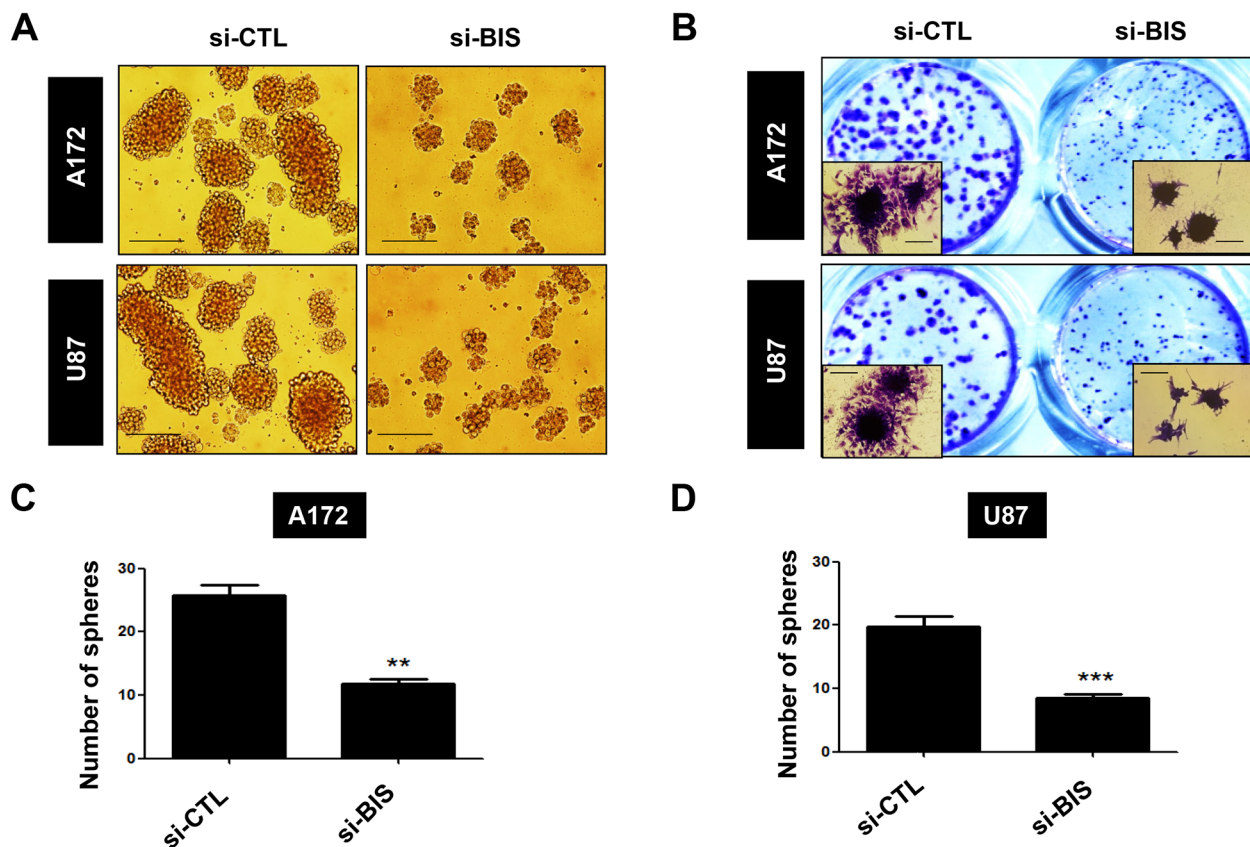 A
si-CTL
si-BIS
A172
U87
B
si-CTL
si-BIS
A172
U87
C
A172
Number of spheres
30
20
10
0
**
si-CTL
si-BIS
D
U87
Number of spheres
30
20
10
0
***
si-CTL
si-BIS